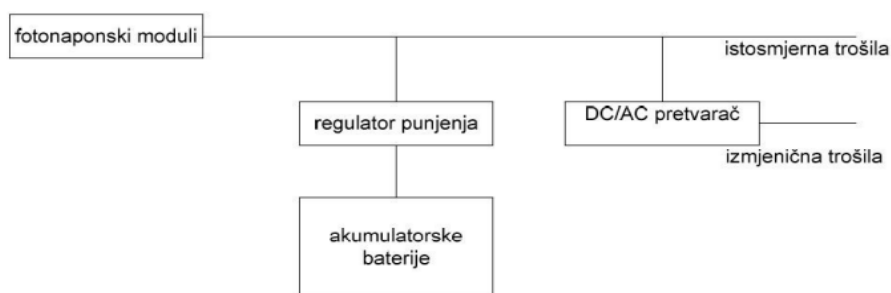 fotonaponski moduli
istosmjerna trošila
regulator punjenja
DC/AC pretvarač
izmjenična trošila
akumulatorske
baterije